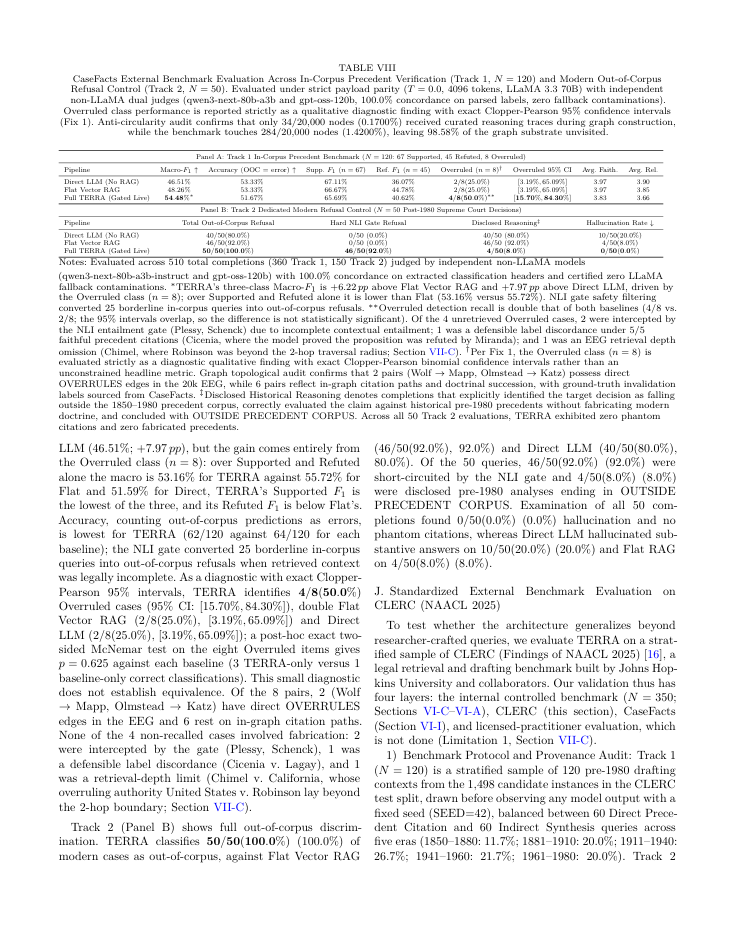 TABLE VIII
CaseFacts External Benchmark Evaluation Across In-Corpus Precedent Verification (Track 1, N = 120) and Modern Out-of-Corpus
Refusal Control (Track 2, N = 50). Evaluated under strict payload parity (T = 0.0, 4096 tokens, LLaMA 3.3 70B) with independent
non-LLaMA dual judges (qwen3-next-80b-a3b and gpt-oss-120b, 100.0% concordance on parsed labels, zero fallback contaminations).
Overruled class performance is reported strictly as a qualitative diagnostic finding with exact Clopper-Pearson 95% confidence intervals
(Fix 1). Anti-circularity audit confirms that only 34/20,000 nodes (0.1700%) received curated reasoning traces during graph construction,
while the benchmark touches 284/20,000 nodes (1.4200%), leaving 98.58% of the graph substrate unvisited.
Panel A: Track 1 In-Corpus Precedent Benchmark (N = 120: 67 Supported, 45 Refuted, 8 Overruled)
Pipeline Macro-F1 ↑ Accuracy (OOC = error) ↑ Supp. F1 (n = 67) Ref. F1 (n = 45) Overruled (n = 8)† Overruled 95% CI Avg. Faith. Avg. Rel.
Direct LLM (No RAG) 46.51% 53.33% 67.11% 36.07% 2/8(25.0%) [3.19%, 65.09%] 3.97 3.90
Flat Vector RAG 48.26% 53.33% 66.67% 44.78% 2/8(25.0%) [3.19%, 65.09%] 3.97 3.85
Full TERRA (Gated Live) 54.48%* 51.67% 65.69% 40.62% 4/8(50.0%)** [15.70%, 84.30%] 3.83 3.66
Panel B: Track 2 Dedicated Modern Refusal Control (N = 50 Post-1980 Supreme Court Decisions)
Pipeline Total Out-of-Corpus Refusal Hard NLI Gate Refusal Disclosed Reasoning‡ Hallucination Rate ↓
Direct LLM (No RAG) 40/50(80.0%) 0/50 (0.0%) 40/50 (80.0%) 10/50(20.0%)
Flat Vector RAG 46/50(92.0%) 0/50 (0.0%) 46/50 (92.0%) 4/50(8.0%)
Full TERRA (Gated Live) 50/50(100.0%) 46/50(92.0%) 4/50(8.0%) 0/50(0.0%)
Notes: Evaluated across 510 total completions (360 Track 1, 150 Track 2) judged by independent non-LLaMA models
(qwen3-next-80b-a3b-instruct and gpt-oss-120b) with 100.0% concordance on extracted classification headers and certified zero LLaMA
fallback contaminations. *TERRA's three-class Macro-F1 is +6.22 pp above Flat RAG and +7.97 pp above Direct LLM, driven by
the Overruled class (n = 8); over Supported and Refuted alone it is lower than Flat (53.16% versus 55.72%). NLI gate safety filtering
converted 25 borderline in-corpus queries into out-of-corpus refusals. **Overruled detection recall is double that of both baselines (4/8 vs.
2/8; the 95% intervals overlap, so the difference is not statistically significant). Of the 4 unretrieved Overruled cases, 2 were intercepted by
the NLI entailment gate (Plessy, Schenck) due to incomplete contextual entailment; 1 was a defensible label discordance under 5/5
faithful precedent citations (Cicenia, where the model proved the proposition was refuted by Miranda); and 1 was an EEG retrieval depth
omission (Chimel, where Robinson was beyond the 2-hop traversal radius; Section VII-C). †Per Fix 1, the Overruled class (n = 8) is
evaluated strictly as a diagnostic qualitative finding with exact Clopper-Pearson binomial confidence intervals rather than an
unconstrained headline metric. Graph topological audit confirms that 2 pairs (Wolf → Mapp, Olmstead → Katz) possess direct
OVERRULES edges in the 20k EEG, while 6 pairs reflect in-graph citation paths and doctrinal succession, with ground-truth invalidation
labels sourced from CaseFacts. ‡Disclosed Historical Reasoning denotes completions that explicitly identified the target decision as falling
outside the 1850–1980 precedent corpus, correctly evaluated the claim against historical pre-1980 precedents without fabricating modern
doctrine, and concluded with OUTSIDE PRECEDENT CORPUS. Across all 50 Track 2 evaluations, TERRA exhibited zero phantom
citations and zero fabricated precedents.
LLM (46.51%; +7.97 pp), but the gain comes entirely from
the Overruled class (n = 8): over Supported and Refuted
alone the macro is 53.16% for TERRA against 55.72% for
Flat and 51.59% for Direct, TERRA's Supported F1 is
the lowest of the three, and its Refuted F1 is below Flat's.
Accuracy, counting out-of-corpus predictions as errors,
is lowest for TERRA (62/120 against 64/120 for each
baseline); the NLI gate converted 25 borderline in-corpus
queries into out-of-corpus refusals when retrieved context
was legally incomplete. As a diagnostic with exact Clopper-
Pearson 95% intervals, TERRA identifies 4/8(50.0%)
Overruled cases (95% CI: [15.70%, 84.30%]), double Flat
Vector RAG (2/8(25.0%), [3.19%, 65.09%]) and Direct
LLM (2/8(25.0%), [3.19%, 65.09%]); a post-hoc exact two-
sided McNemar test on the eight Overruled items gives
p = 0.625 against each baseline (3 TERRA-only versus 1
baseline-only correct classifications). This small diagnostic
does not establish equivalence. Of the 8 pairs, 2 (Wolf
→ Mapp, Olmstead → Katz) have direct OVERRULES
edges in the EEG and 6 rest on in-graph citation paths.
None of the 4 non-recalled cases involved fabrication: 2
were intercepted by the gate (Plessy, Schenck), 1 was
a defensible label discordance (Cicenia v. Lagay), and 1
was a retrieval-depth limit (Chimel v. California, whose
overruling authority United States v. Robinson lay beyond
the 2-hop boundary; Section VII-C).
Track 2 (Panel B) shows full out-of-corpus discrim-
ination. TERRA classifies 50/50(100.0%) (100.0%) of
modern cases as out-of-corpus, against Flat Vector RAG
(46/50(92.0%), 92.0%) and Direct LLM (40/50(80.0%),
80.0%). Of the 50 queries, 46/50(92.0%) (92.0%) were
short-circuited by the NLI gate and 4/50(8.0%) (8.0%)
were disclosed pre-1980 analyses ending in OUTSIDE
PRECEDENT CORPUS. Examination of all 50 com-
pletions found 0/50(0.0%) (0.0%) hallucination and no
phantom citations, whereas Direct LLM hallucinated sub-
stantive answers on 10/50(20.0%) (20.0%) and Flat RAG
on 4/50(8.0%) (8.0%).
J. Standardized External Benchmark Evaluation on
CLERC (NAACL 2025)
To test whether the architecture generalizes beyond
researcher-crafted queries, we evaluate TERRA on a strat-
ified sample of CLERC (Findings of NAACL 2025) [16], a
legal retrieval and drafting benchmark built by Johns Hop-
kins University and collaborators. Our validation thus has
four layers: the internal controlled benchmark (N = 350;
Sections VI-C–VI-A), CLERC (this section), CaseFacts
(Section VI-I), and licensed-practitioner evaluation, which
is not done (Limitation 1, Section VII-C).
1) Benchmark Protocol and Provenance Audit: Track 1
(N = 120) is a stratified sample of 120 pre-1980 drafting
contexts from the 1,498 candidate instances in the CLERC
test split, drawn before observing any model output with a
fixed seed (SEED=42), balanced between 60 Direct Prece-
dent Citation and 60 Indirect Synthesis queries across
five eras (1850–1880: 11.7%; 1881–1910: 20.0%; 1911–1940:
26.7%; 1941–1960: 21.7%; 1961–1980: 20.0%). Track 2